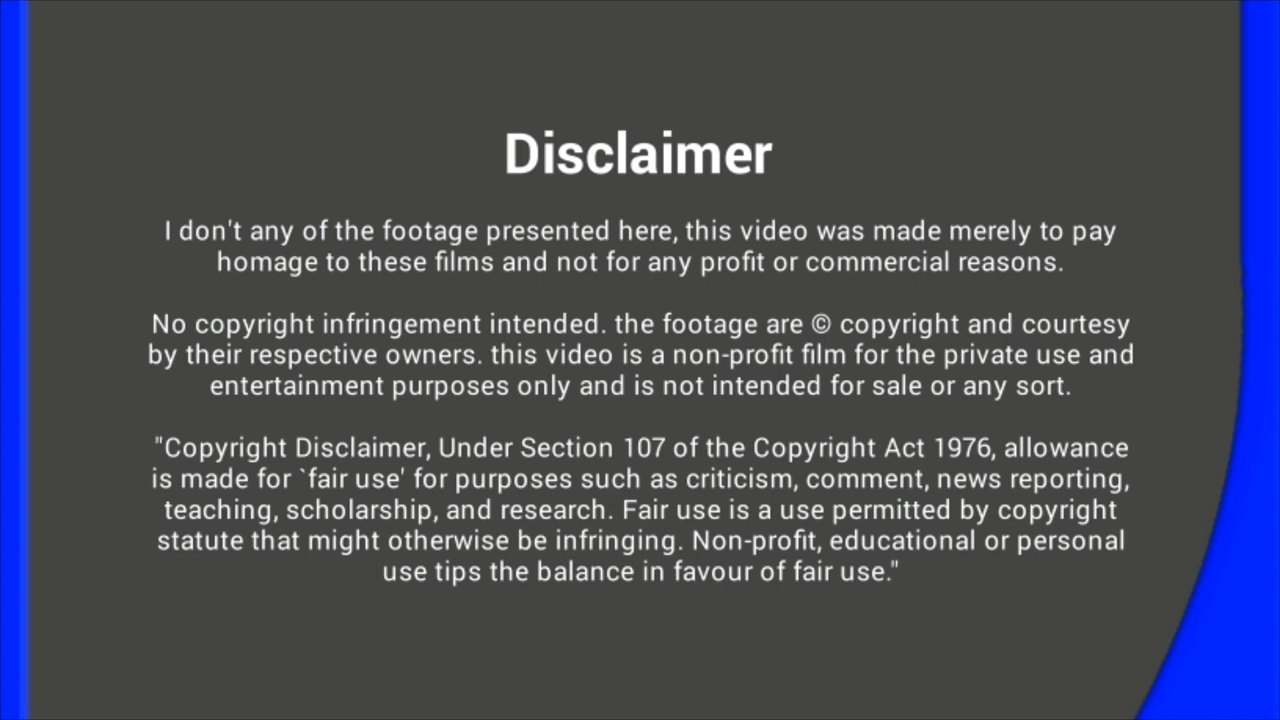 Disclaimer
I don't any of the footage presented here, this video was made merely to pay
homage to these films and not for any profit or commercial reasons.
No copyright infringement intended. the footage are © copyright and courtesy
by their respective owners. this video is a non-profit film for the private use and
entertainment purposes only and is not intended for sale or any sort.
"Copyright Disclaimer, Under Section 107 of the Copyright Act 1976, allowance
is made for `fair use' for purposes such as criticism, comment, news reporting,
teaching, scholarship, and research. Fair use is a use permitted by copyright
statute that might otherwise be infringing. Non-profit, educational or personal
use tips the balance in favour of fair use."